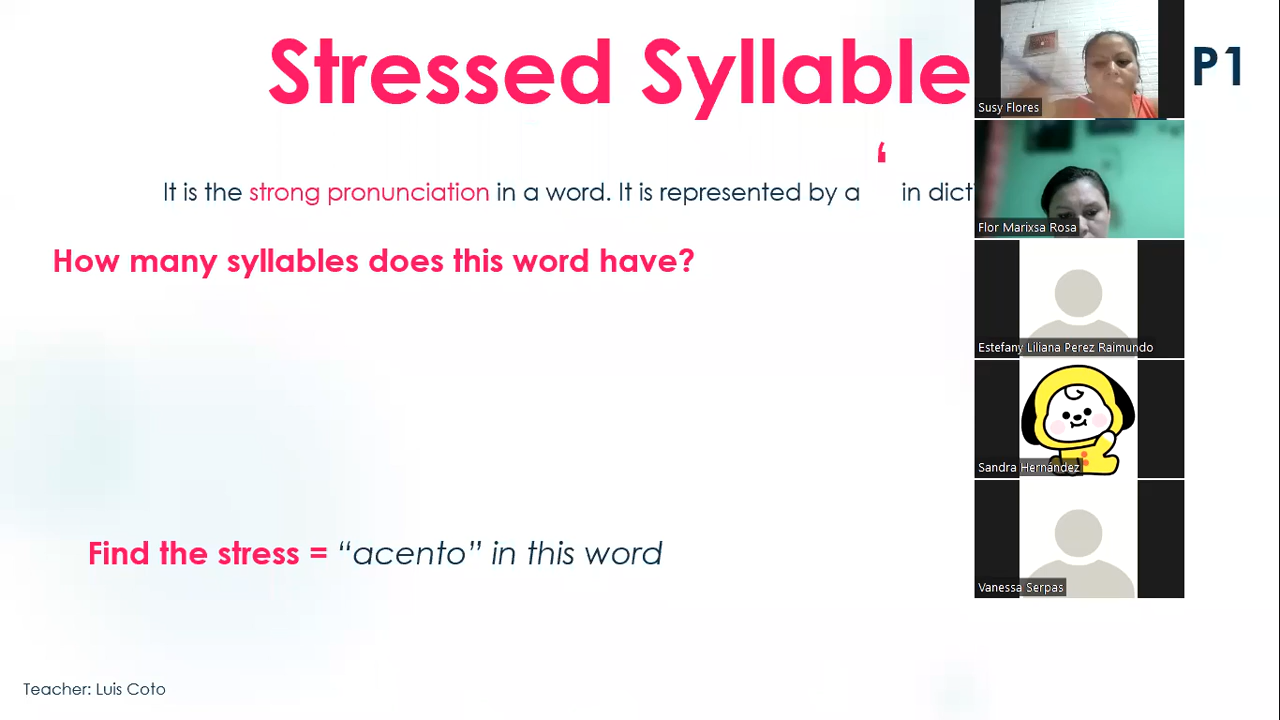 Stressed Syllable
P1
Susy Flores
‘
It is the strong pronunciation in a word. It is represented by a in dict
Flor Marixsa Rosa
How many syllables does this word have?
Estefany Liliana Perez Raimundo
Sandra Hernández
Find the stress = “acento” in this word
Vanessa Serpas
Teacher: Luis Coto